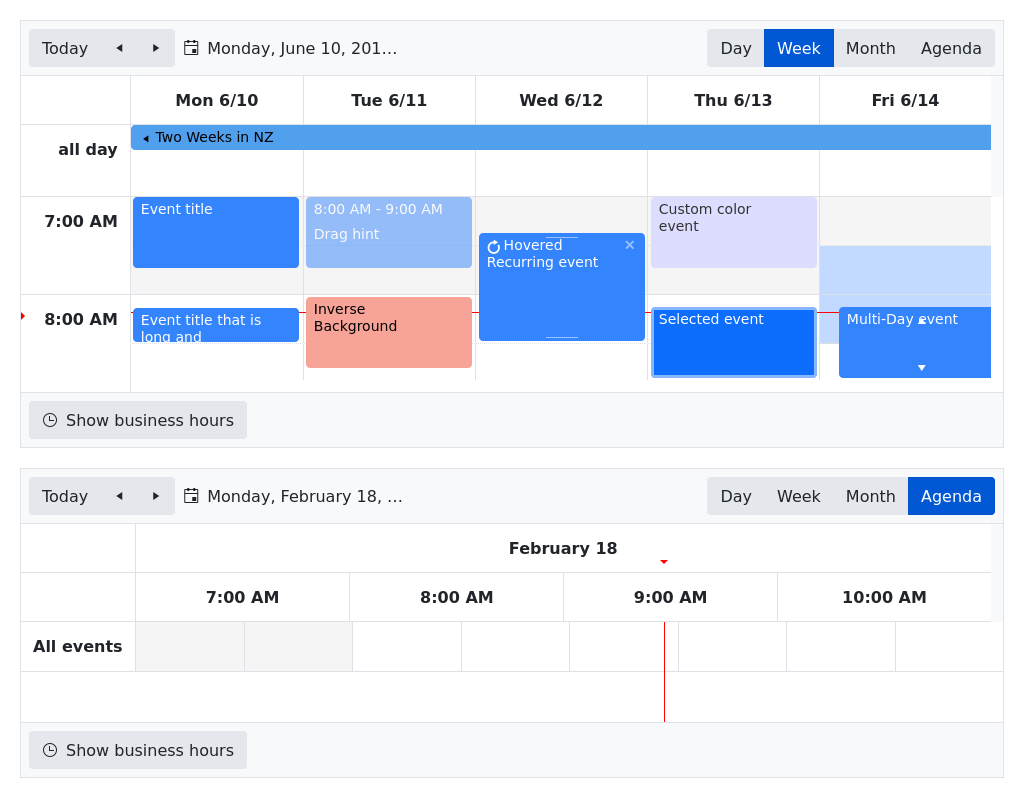 Today
Monday, June 10, 201…
Day Week Month Agenda
Mon 6/10 Tue 6/11 Wed 6/12 Thu 6/13 Fri 6/14
all day
Two Weeks in NZ
7:00 AM
Event title
8:00 AM - 9:00 AM
Drag hint
Hovered
Recurring event
Custom color
event
8:00 AM
Event title that is
long and
Inverse
Background
Selected event
Multi-Day event
Show business hours
Today
Monday, February 18, …
Day Week Month Agenda
February 18
7:00 AM 8:00 AM 9:00 AM 10:00 AM
All events
Show business hours